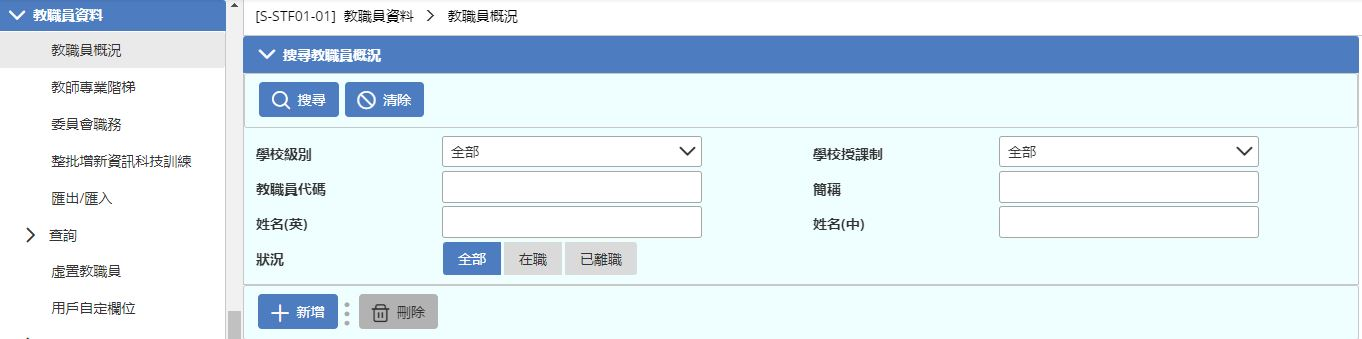 教職員資料
教職員概況
教師專業階梯
委員會職務
整批增新資訊科技訓練
匯出/匯入
查詢
虛置教職員
用戶自定欄位
[S-STF01-01] 教職員資料 > 教職員概況
搜尋教職員概況
搜尋 清除
學校級別 全部 學校授課制 全部
教職員代碼 簡稱
姓名(英) 姓名(中)
狀況 全部 在職 已離職
新增 刪除